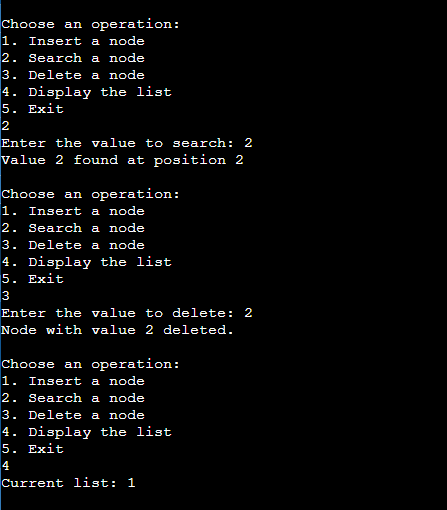 Choose an operation:
1. Insert a node
2. Search a node
3. Delete a node
4. Display the list
5. Exit
2
Enter the value to search: 2
Value 2 found at position 2
Choose an operation:
1. Insert a node
2. Search a node
3. Delete a node
4. Display the list
5. Exit
3
Enter the value to delete: 2
Node with value 2 deleted.
Choose an operation:
1. Insert a node
2. Search a node
3. Delete a node
4. Display the list
5. Exit
4
Current list: 1